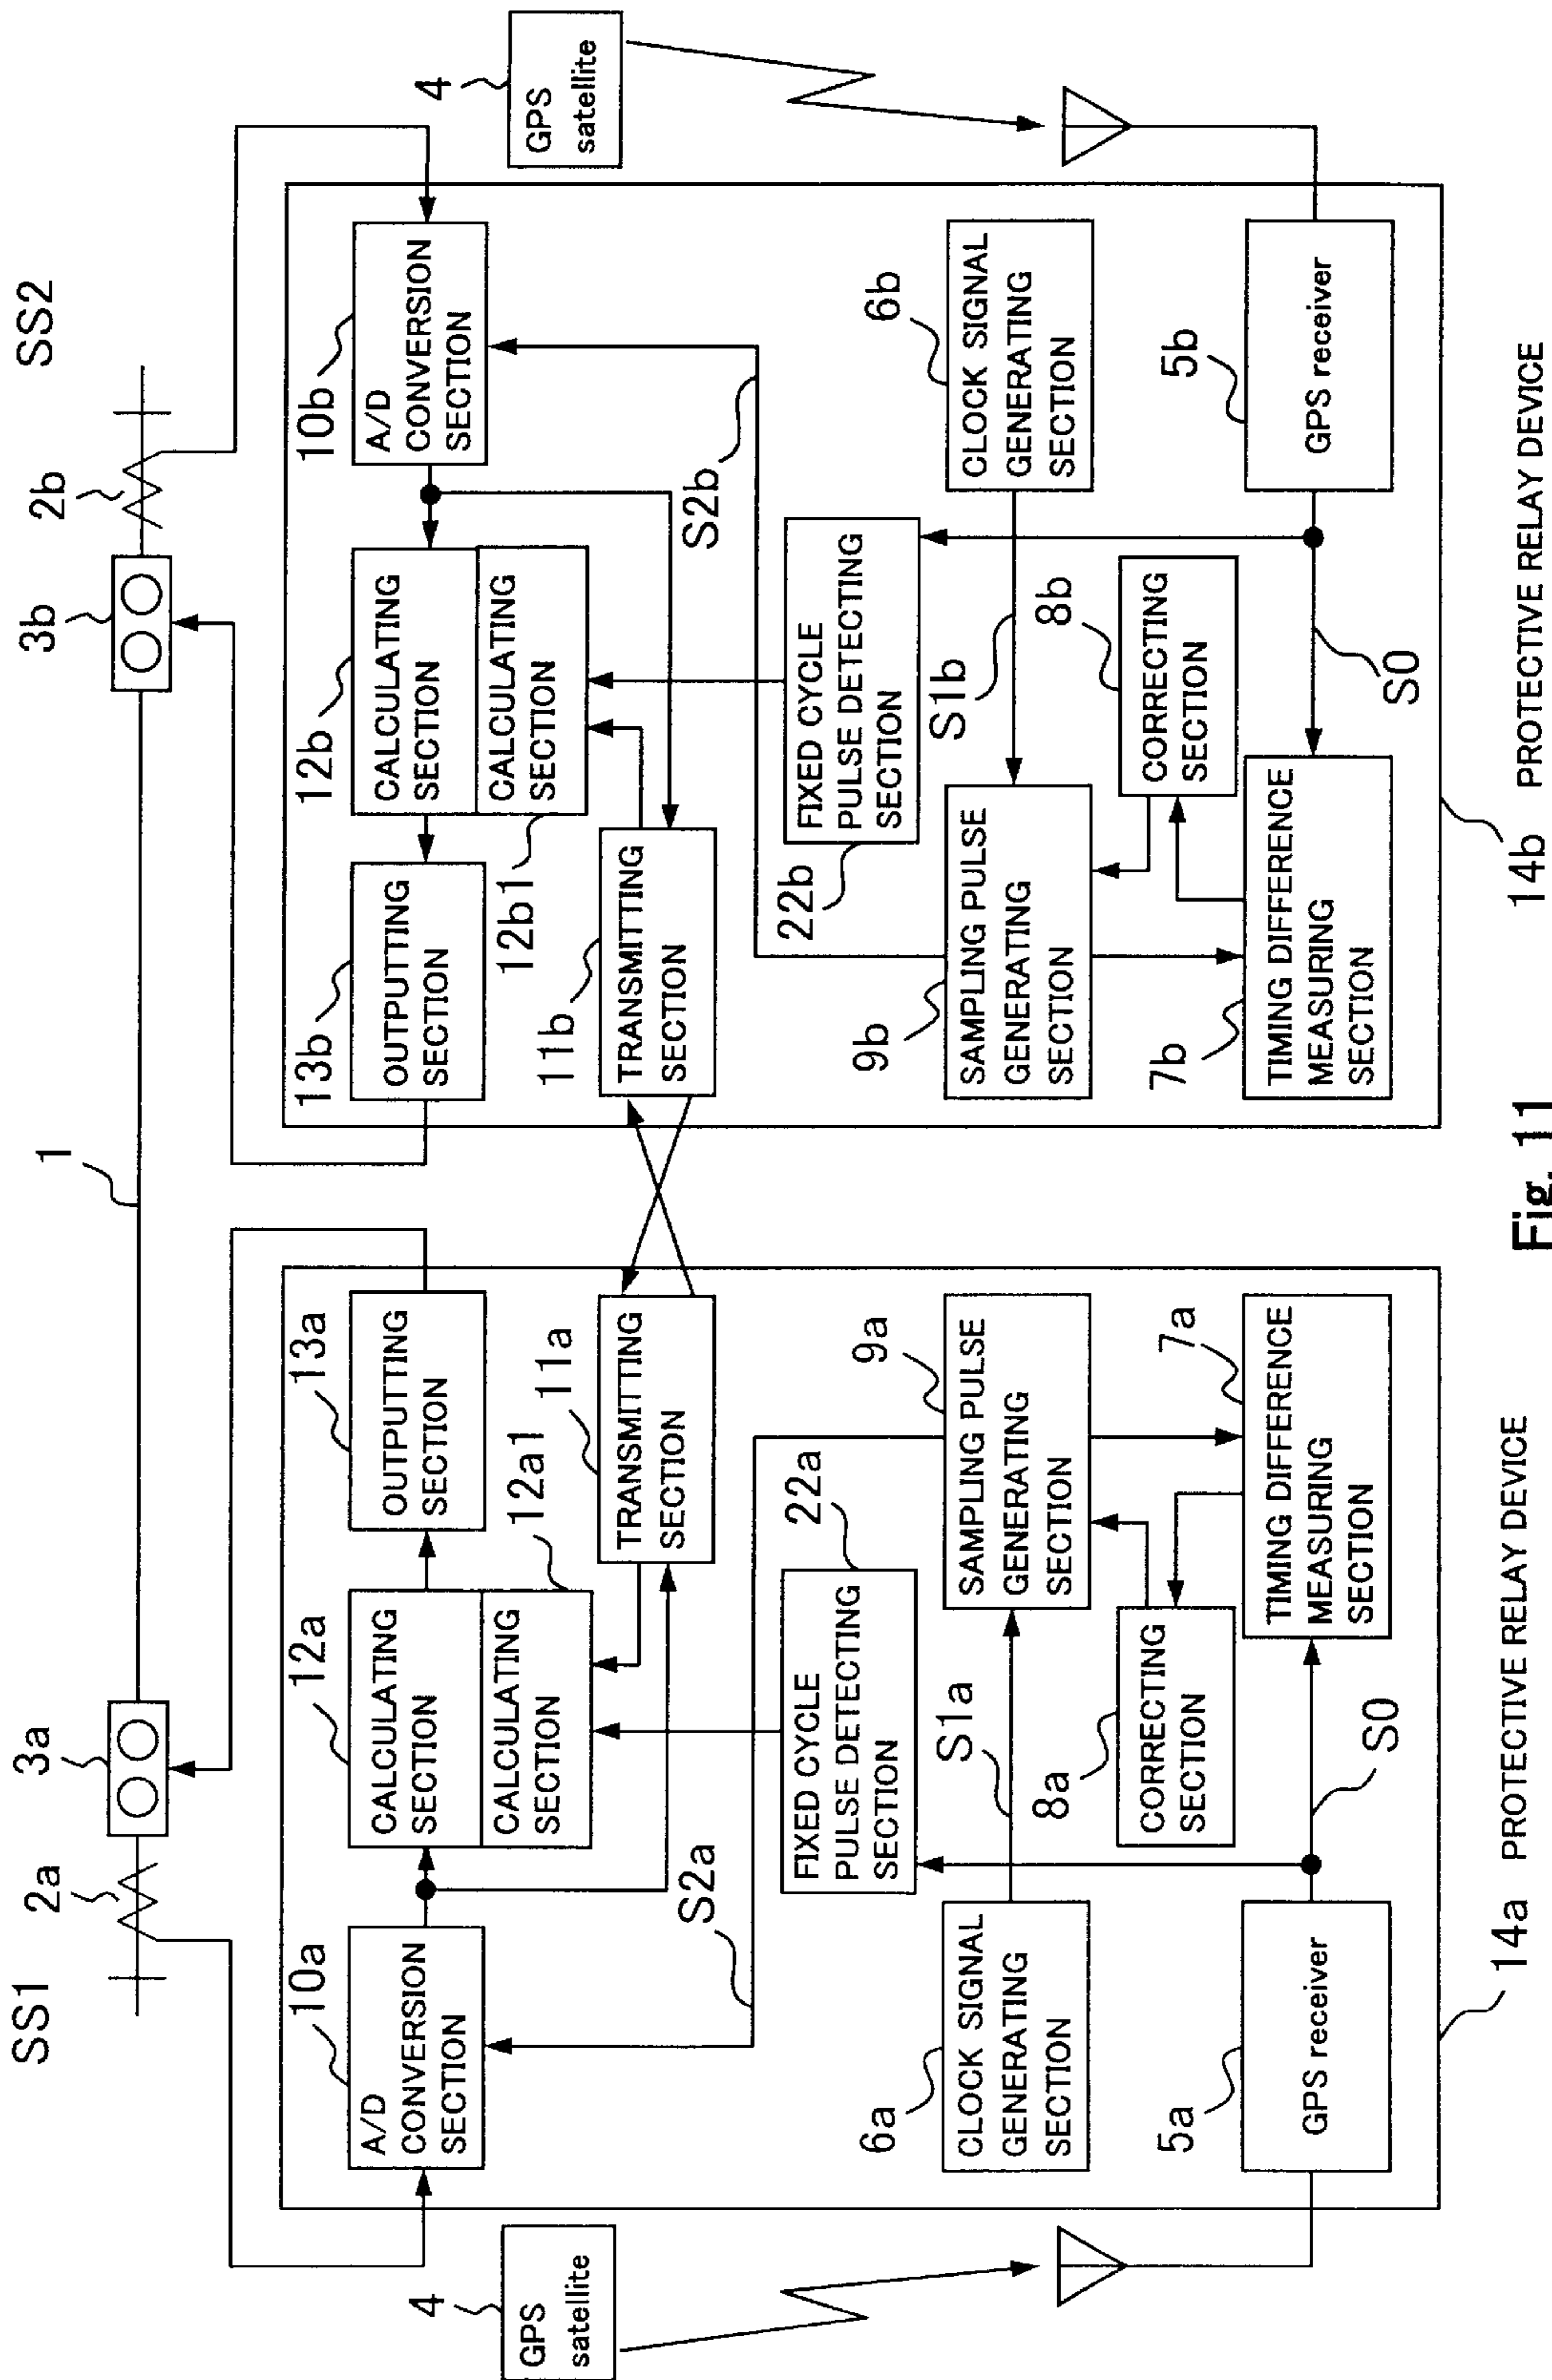 SS1
2a
3a
1
3b
2b
SS2
4
GPS
satellite
10a
A/D
CONVERSION
SECTION
12a
CALCULATING
SECTION
CALCULATING
SECTION
12a1
13a
OUTPUTTING
SECTION
11a
TRANSMITTING
SECTION
S2a
FIXED CYCLE
PULSE DETECTING
SECTION
22a
9a
SAMPLING PULSE
GENERATING
SECTION
6a
CLOCK SIGNAL
GENERATING
SECTION
S1a
8a
CORRECTING
SECTION
7a
TIMING DIFFERENCE
MEASURING
SECTION
5a
GPS receiver
S0
14a PROTECTIVE RELAY DEVICE
13b
OUTPUTTING
SECTION
12b
CALCULATING
SECTION
CALCULATING
SECTION
12b1
10b
A/D
CONVERSION
SECTION
11b
TRANSMITTING
SECTION
S2b
22b
FIXED CYCLE
PULSE DETECTING
SECTION
9b
SAMPLING PULSE
GENERATING
SECTION
S1b
6b
CLOCK SIGNAL
GENERATING
SECTION
8b
CORRECTING
SECTION
7b
TIMING DIFFERENCE
MEASURING
SECTION
S0
5b
GPS receiver
4
GPS
satellite
14b PROTECTIVE RELAY DEVICE
Fig. 11